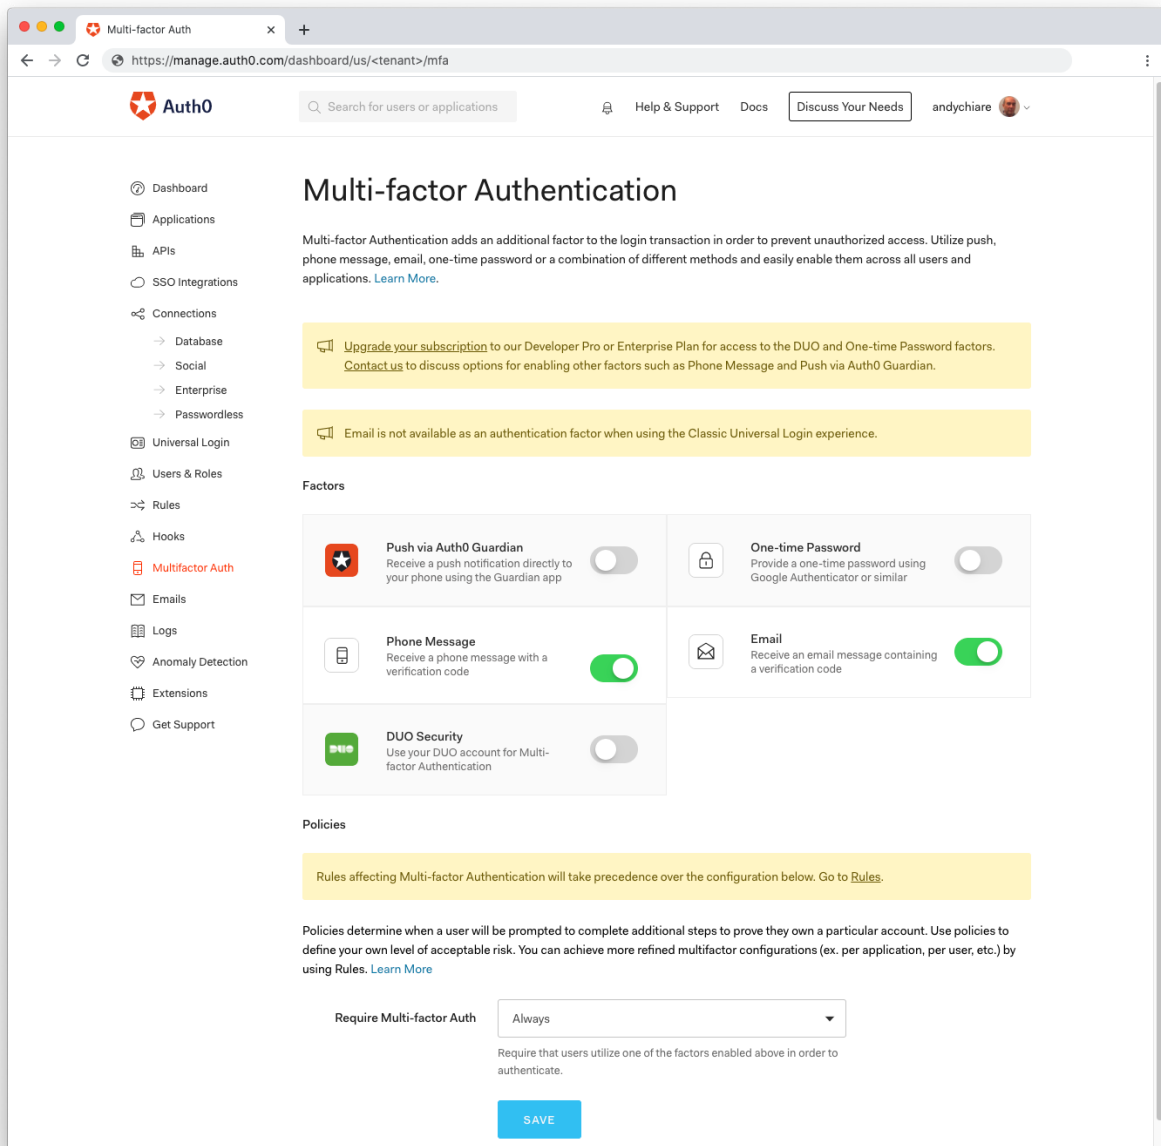 Multi-factor Auth
https://manage.auth0.com/dashboard/us/<tenant>/mfa
Auth0
Search for users or applications
Help & Support
Docs
Discuss Your Needs
andychiare
Dashboard
Applications
APIs
SSO Integrations
Connections
Database
Social
Enterprise
Passwordless
Universal Login
Users & Roles
Rules
Hooks
Multifactor Auth
Emails
Logs
Anomaly Detection
Extensions
Get Support
Multi-factor Authentication
Multi-factor Authentication adds an additional factor to the login transaction in order to prevent unauthorized access. Utilize push,
phone message, email, one-time password or a combination of different methods and easily enable them across all users and
applications. Learn More.
Upgrade your subscription to our Developer Pro or Enterprise Plan for access to the DUO and One-time Password factors.
Contact us to discuss options for enabling other factors such as Phone Message and Push via Auth0 Guardian.
Email is not available as an authentication factor when using the Classic Universal Login experience.
Factors
Push via Auth0 Guardian
Receive a push notification directly to
your phone using the Guardian app
One-time Password
Provide a one-time password using
Google Authenticator or similar
Phone Message
Receive a phone message with a
verification code
Email
Receive an email message containing
a verification code
DUO
DUO Security
Use your DUO account for Multi-
factor Authentication
Policies
Rules affecting Multi-factor Authentication will take precedence over the configuration below. Go to Rules.
Policies determine when a user will be prompted to complete additional steps to prove they own a particular account. Use policies to
define your own level of acceptable risk. You can achieve more refined multifactor configurations (ex. per application, per user, etc.) by
using Rules. Learn More
Require Multi-factor Auth
Always
Require that users utilize one of the factors enabled above in order to
authenticate.
SAVE